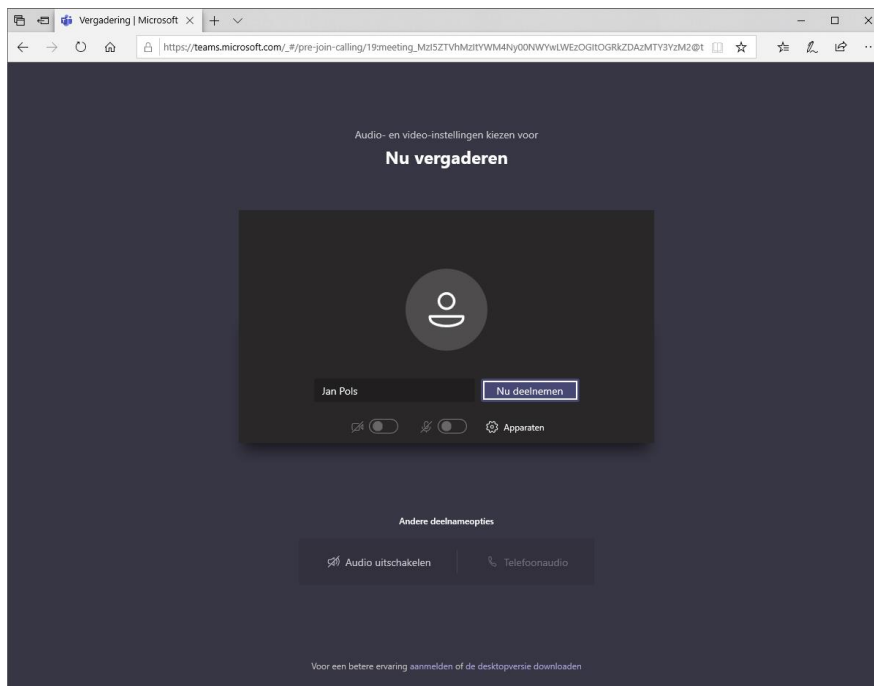 Vergadering | Microsoft
https://teams.microsoft.com/_#/pre-join-calling/19:meeting_MzI5ZTVhMzItYWM4Ny00NWYwLWEzOGItOGRkZDAzMTY3YzM2@t
Audio- en video-instellingen kiezen voor
Nu vergaderen
Jan Pols
Nu deelnemen
Apparaten
Andere deelnameopties
Audio uitschakelen
Telefoonaudio
Voor een betere ervaring aanmelden of de desktopversie downloaden